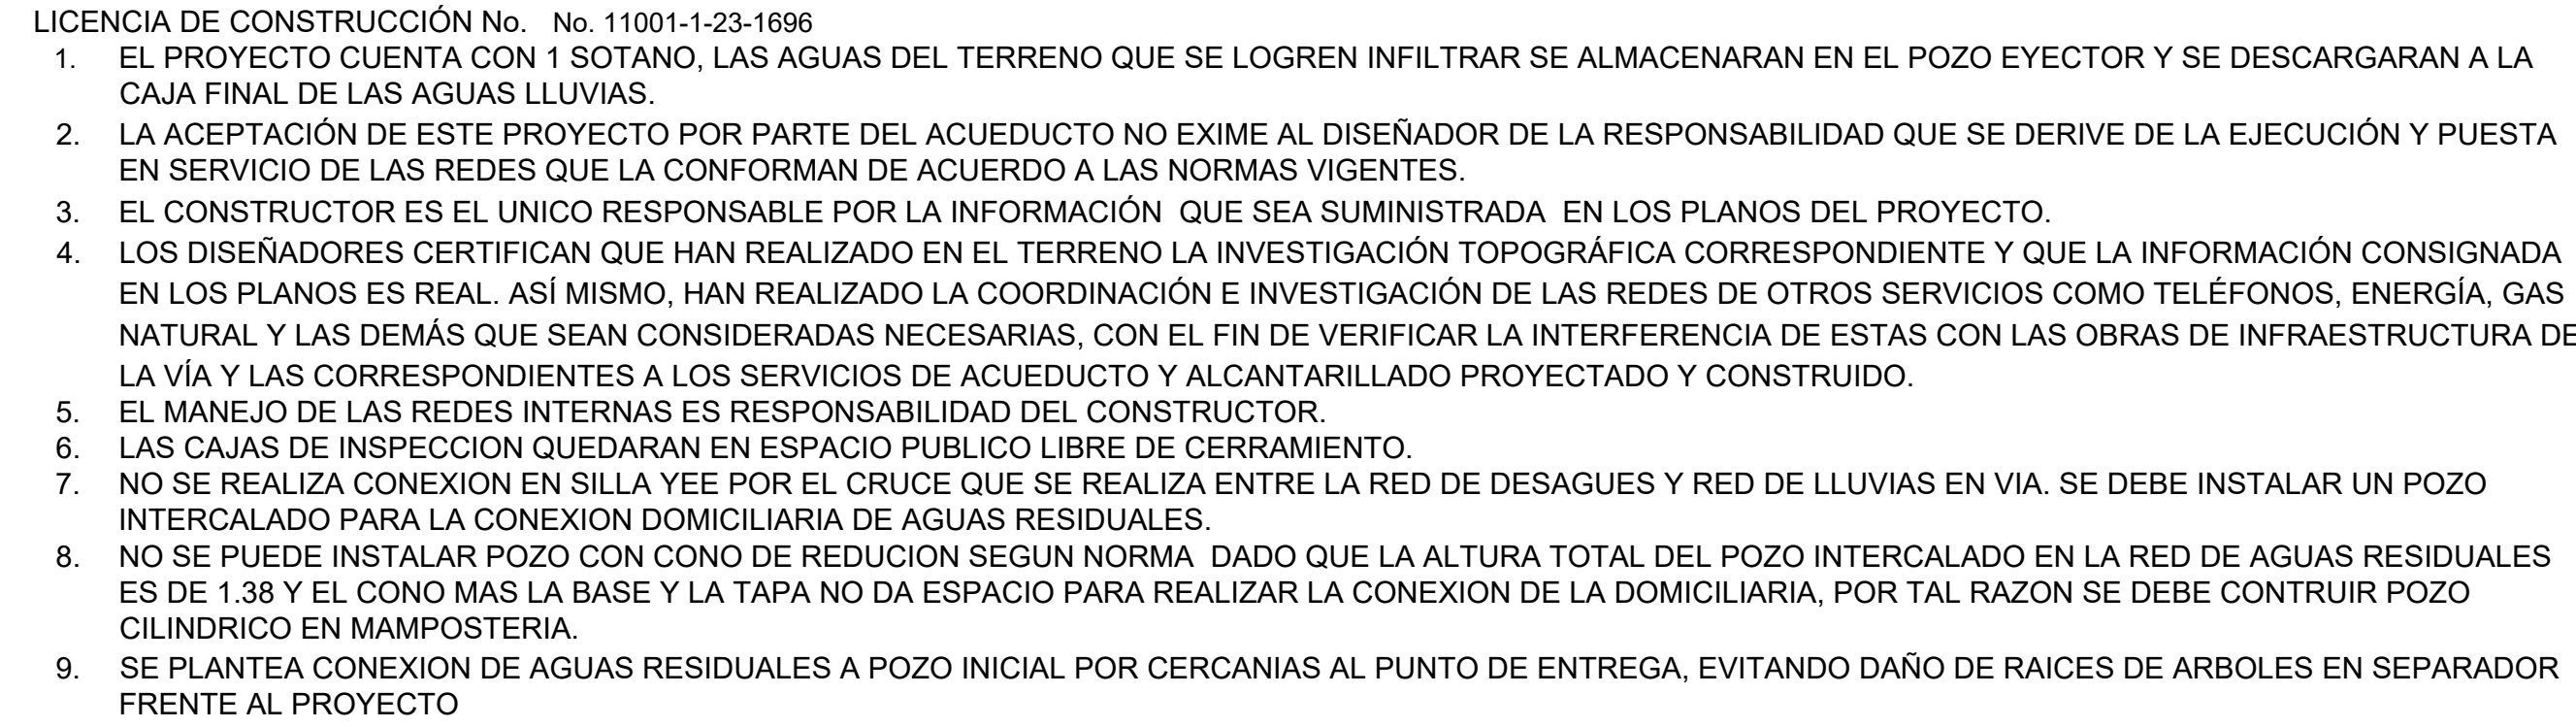 LICENCIA DE CONSTRUCCIÓN No. No. 11001-1-23-1696
1. EL PROYECTO CUENTA CON 1 SOTANO, LAS AGUAS DEL TERRENO QUE SE LOGREN INFILTRAR SE ALMACENARAN EN EL POZO EYECTOR Y SE DESCARGARAN A LA
CAJA FINAL DE LAS AGUAS LLUVIAS.
2. LA ACEPTACIÓN DE ESTE PROYECTO POR PARTE DEL ACUEDUCTO NO EXIME AL DISEÑADOR DE LA RESPONSABILIDAD QUE SE DERIVE DE LA EJECUCIÓN Y PUESTA
EN SERVICIO DE LAS REDES QUE LA CONFORMAN DE ACUERDO A LAS NORMAS VIGENTES.
3. EL CONSTRUCTOR ES EL UNICO RESPONSABLE POR LA INFORMACIÓN QUE SEA SUMINISTRADA EN LOS PLANOS DEL PROYECTO.
4. LOS DISEÑADORES CERTIFICAN QUE HAN REALIZADO EN EL TERRENO LA INVESTIGACIÓN TOPOGRÁFICA CORRESPONDIENTE Y QUE LA INFORMACIÓN CONSIGNADA
EN LOS PLANOS ES REAL. ASÍ MISMO, HAN REALIZADO LA COORDINACIÓN E INVESTIGACIÓN DE LAS REDES DE OTROS SERVICIOS COMO TELÉFONOS, ENERGÍA, GAS
NATURAL Y LAS DEMÁS QUE SEAN CONSIDERADAS NECESARIAS, CON EL FIN DE VERIFICAR LA INTERFERENCIA DE ESTAS CON LAS OBRAS DE INFRAESTRUCTURA DE
LA VÍA Y LAS CORRESPONDIENTES A LOS SERVICIOS DE ACUEDUCTO Y ALCANTARILLADO PROYECTADO Y CONSTRUIDO.
5. EL MANEJO DE LAS REDES INTERNAS ES RESPONSABILIDAD DEL CONSTRUCTOR.
6. LAS CAJAS DE INSPECCION QUEDARAN EN ESPACIO PUBLICO LIBRE DE CERRAMIENTO.
7. NO SE REALIZA CONEXION EN SILLA YEE POR EL CRUCE QUE SE REALIZA ENTRE LA RED DE DESAGUES Y RED DE LLUVIAS EN VIA. SE DEBE INSTALAR UN POZO
INTERCALADO PARA LA CONEXION DOMICILIARIA DE AGUAS RESIDUALES.
8. NO SE PUEDE INSTALAR POZO CON CONO DE REDUCION SEGUN NORMA DADO QUE LA ALTURA TOTAL DEL POZO INTERCALADO EN LA RED DE AGUAS RESIDUALES
ES DE 1.38 Y EL CONO MAS LA BASE Y LA TAPA NO DA ESPACIO PARA REALIZAR LA CONEXION DE LA DOMICILIARIA, POR TAL RAZON SE DEBE CONTRUIR POZO
CILINDRICO EN MAMPOSTERIA.
9. SE PLANTEA CONEXION DE AGUAS RESIDUALES A POZO INICIAL POR CERCANIAS AL PUNTO DE ENTREGA, EVITANDO DAÑO DE RAICES DE ARBOLES EN SEPARADOR
FRENTE AL PROYECTO